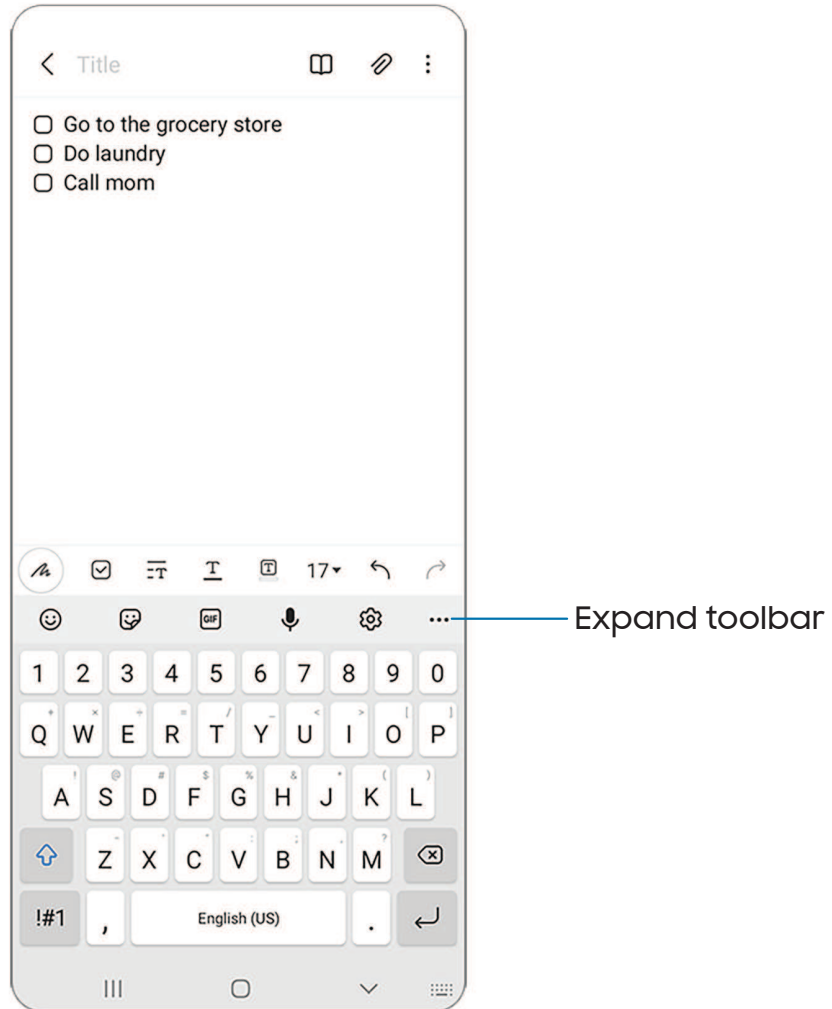 Title
Go to the grocery store
Do laundry
Call mom
T T T 17
GIF
Expand toolbar
1 2 3 4 5 6 7 8 9 0
+ × ÷ = / _ < > [ ]
Q W E R T Y U I O P
! @ # $ % & * ( )
A S D F G H J K L
- ' " : ; , ?
Z X C V B N M
!#1 , English (US) .